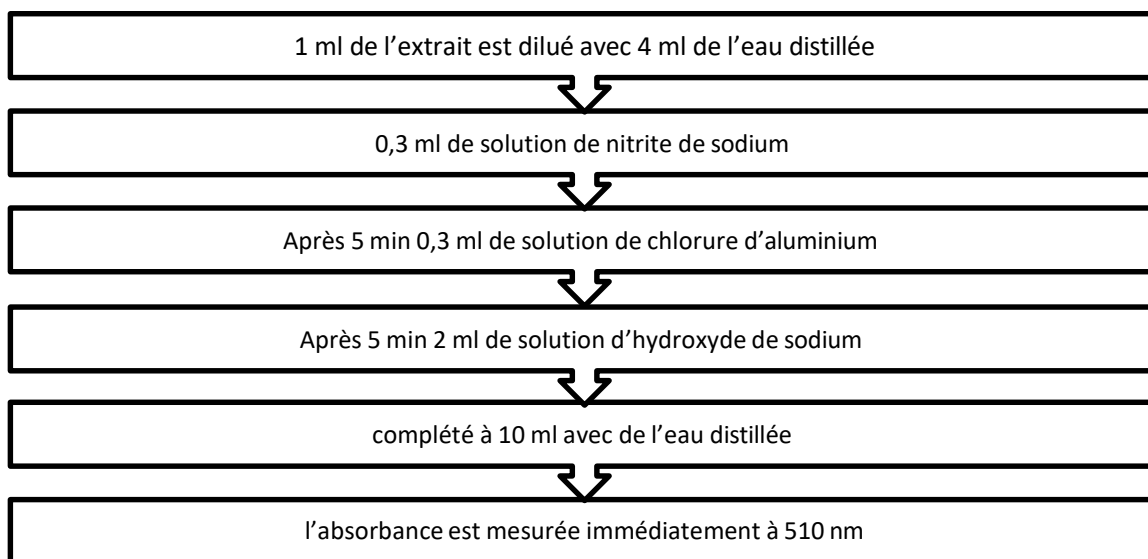 1 ml de l’extrait est dilué avec 4 ml de l’eau distillée
0,3 ml de solution de nitrite de sodium
Après 5 min 0,3 ml de solution de chlorure d’aluminium
Après 5 min 2 ml de solution d’hydroxyde de sodium
complété à 10 ml avec de l’eau distillée
l’absorbance est mesurée immédiatement à 510 nm